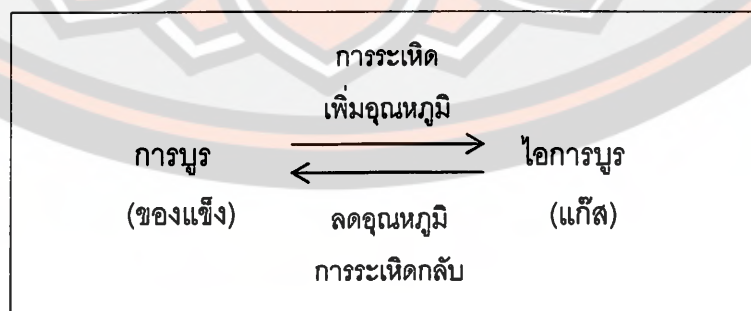 การระเหิด
เพิ่มอุณหภูมิ
การบูร ไอการบูร
(ของแข็ง) ลดอุณหภูมิ (แก๊ส)
การระเหิดกลับ